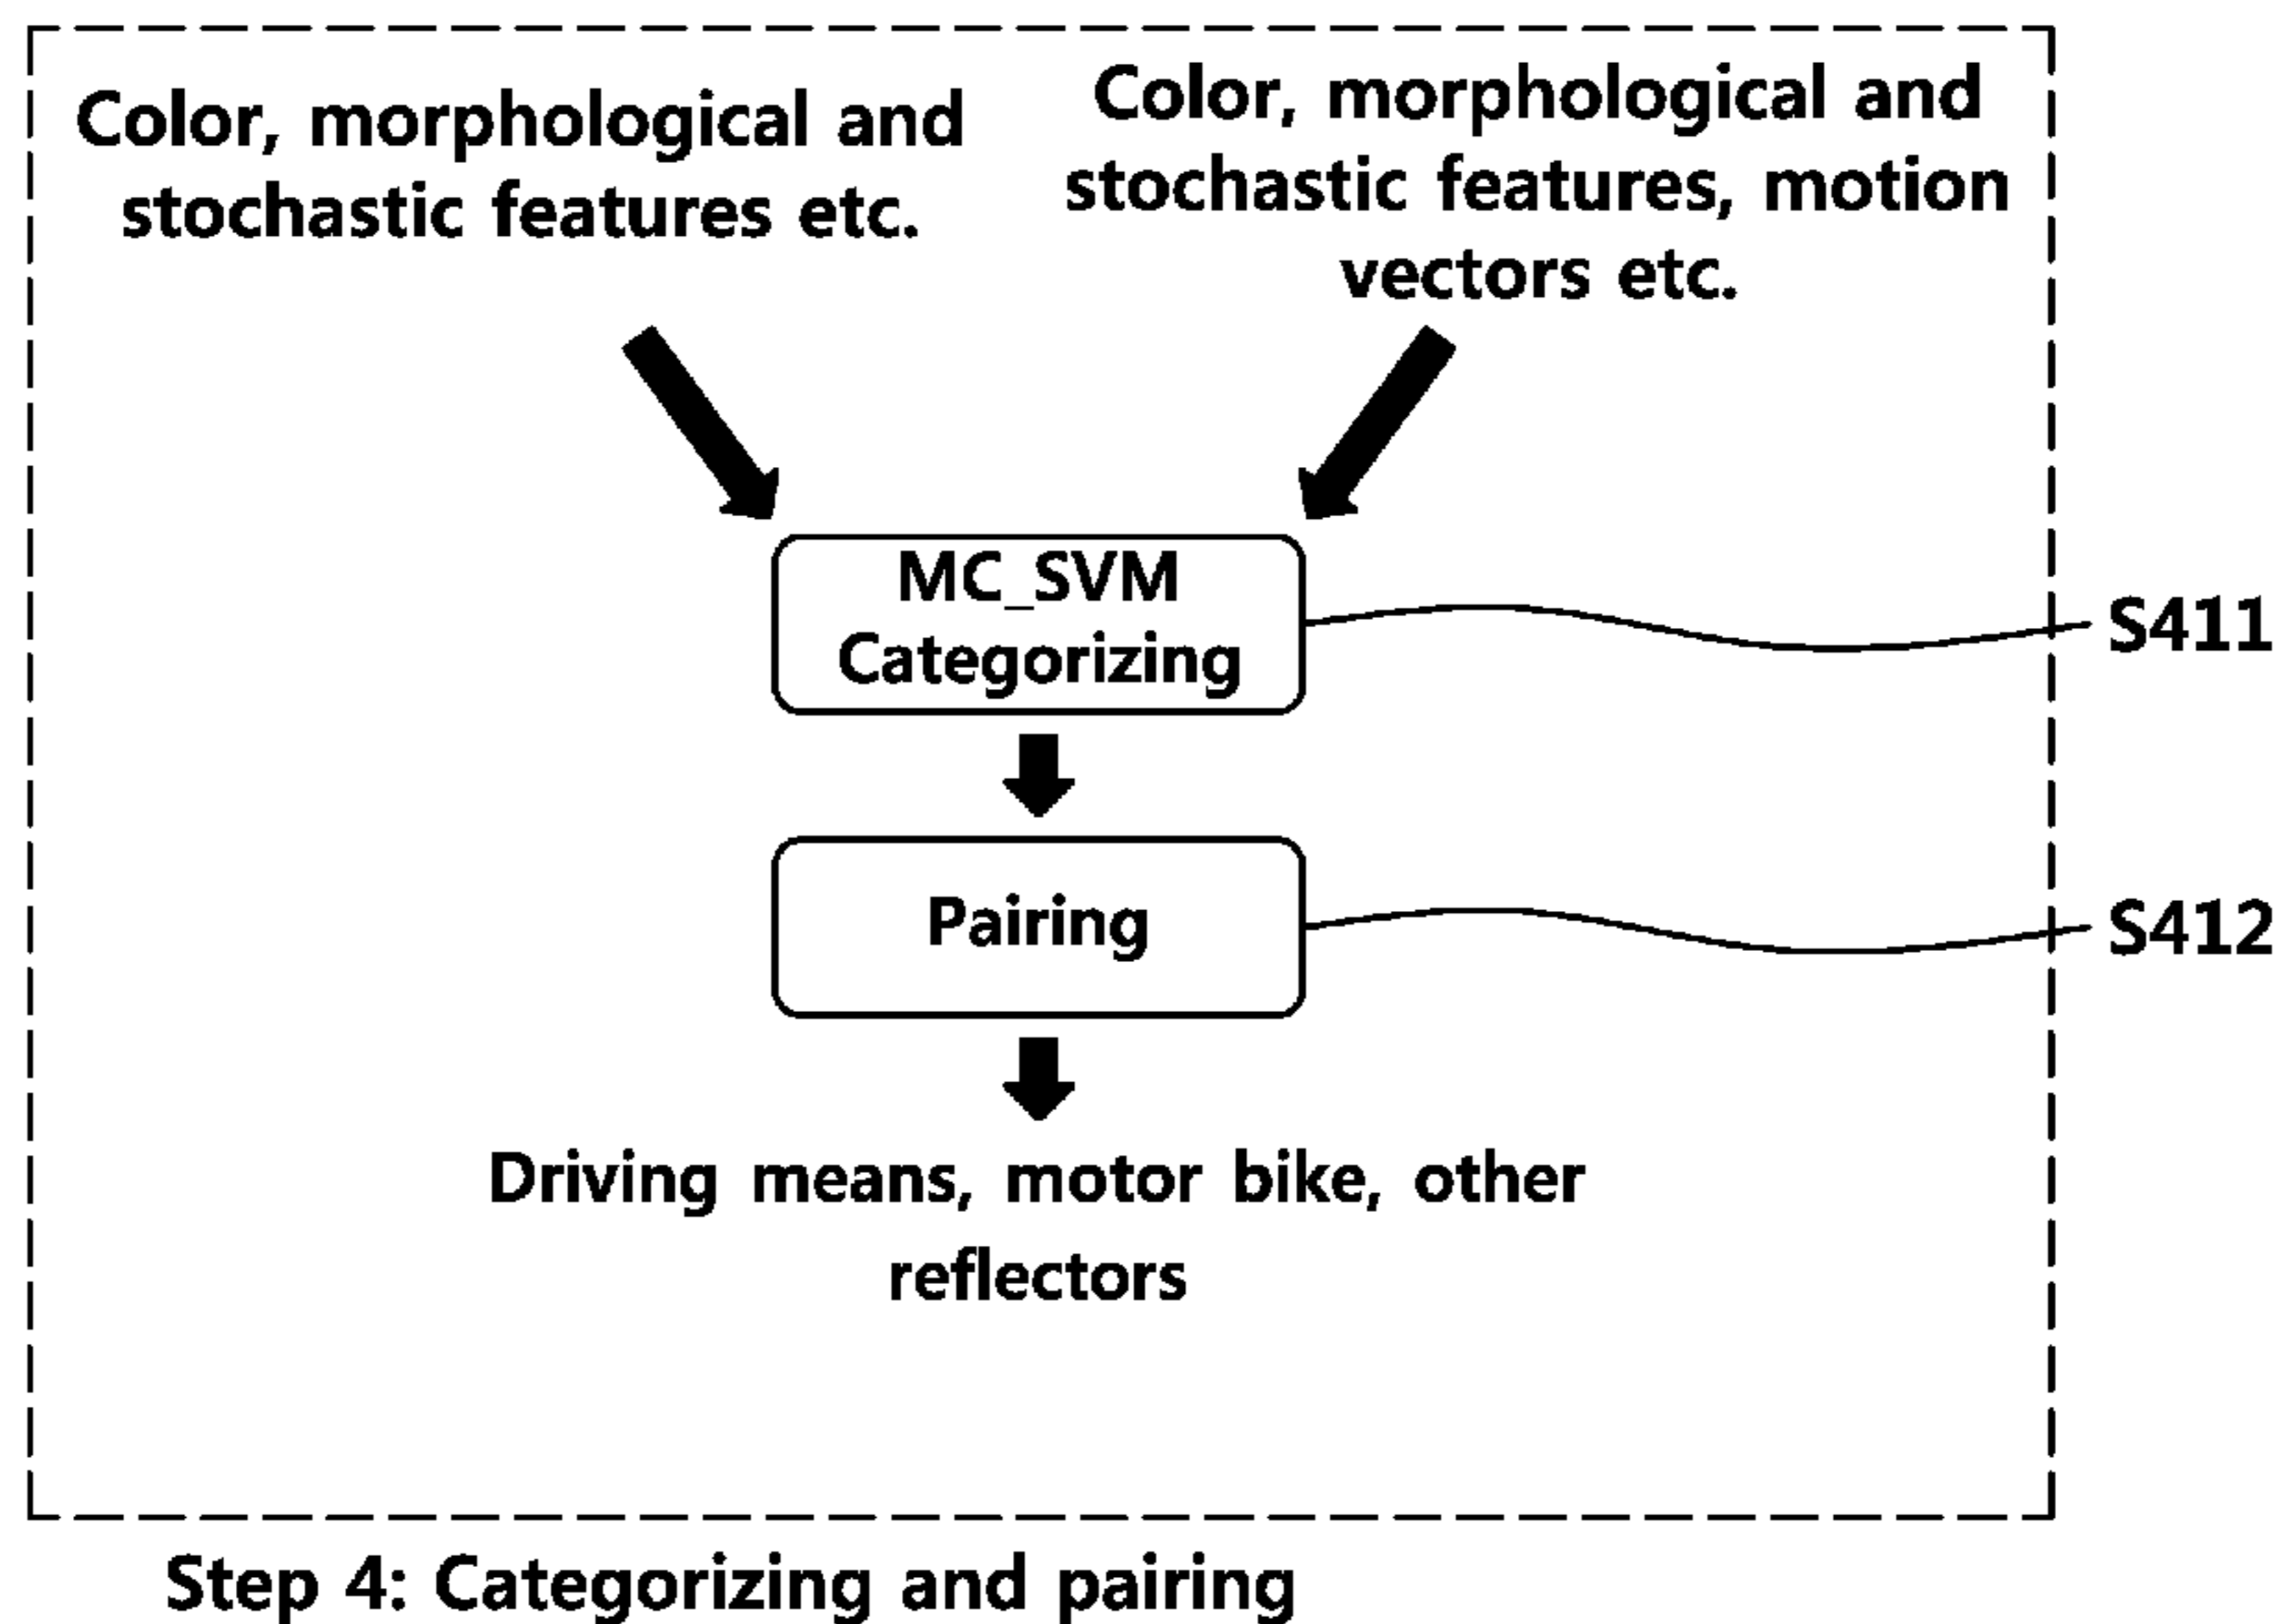 Color, morphological and
stochastic features etc.
Color, morphological and
stochastic features, motion
vectors etc.
MC_SVM
Categorizing
S411
Pairing
S412
Driving means, motor bike, other
reflectors
Step 4: Categorizing and pairing